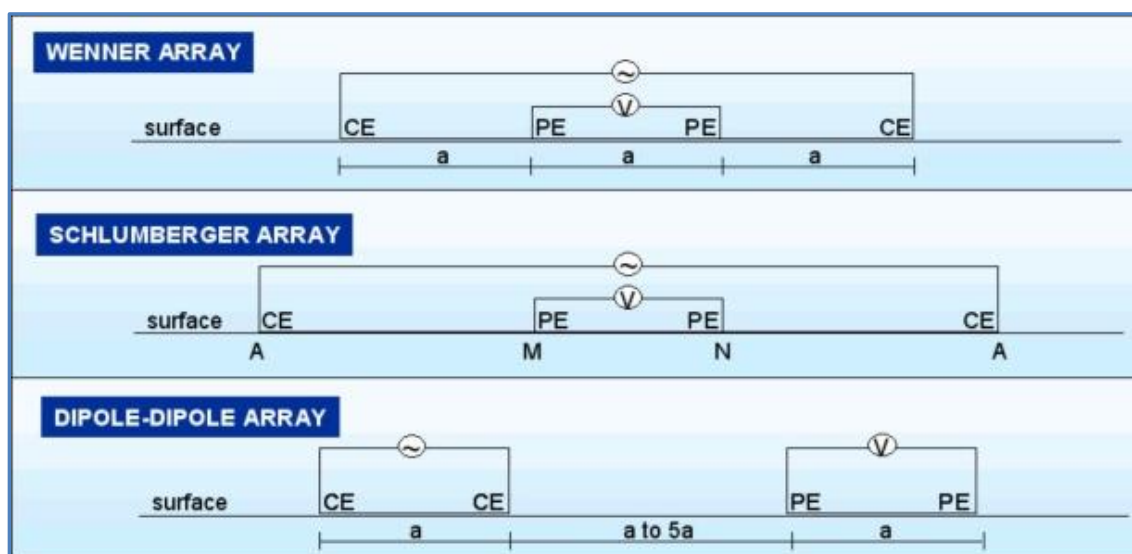 WENNER ARRAY
~
V
surface CE PE PE CE
a a a
SCHLUMBERGER ARRAY
~
V
surface CE PE PE CE
A M N A
DIPOLE-DIPOLE ARRAY
~ V
surface CE CE PE PE
a a to 5a a